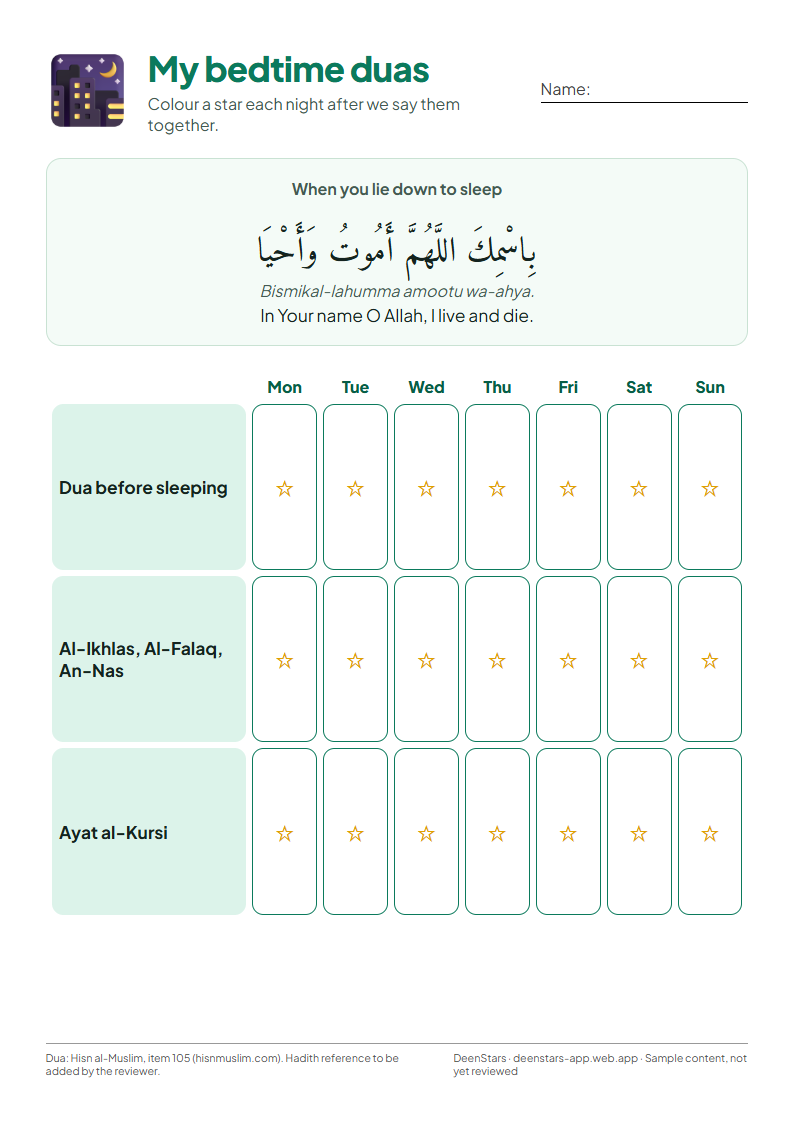 My bedtime duas
Colour a star each night after we say them
together.
Name:
When you lie down to sleep
بِاسْمِكَ اللَّهُمَّ أَمُوتُ وَأَحْيَا
Bismikal-lahumma amootu wa-ahya.
In Your name O Allah, I live and die.
Mon Tue Wed Thu Fri Sat Sun
Dua before sleeping
Al-Ikhlas, Al-Falaq,
An-Nas
Ayat al-Kursi
Dua: Hisn al-Muslim, item 105 (hisnmuslim.com). Hadith reference to be
added by the reviewer.
DeenStars · deenstars-app.web.app · Sample content, not
yet reviewed